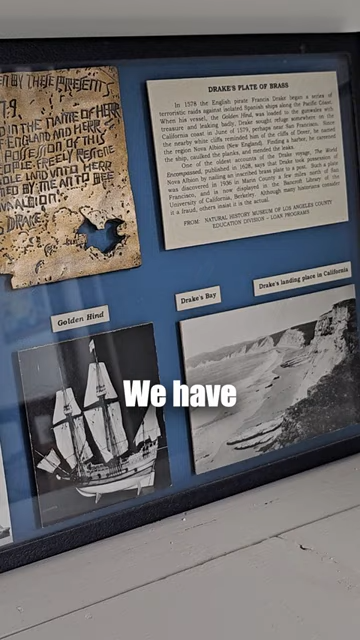 EN BY THESE PRESENTS
79
D IN THE NAME OF HERR
ENGLAND AND HERR
POSSESSION OF THIS
FREELY RESIGNE
LAND VNTO HERR
MED BY ME AN TO BEE
VA ALBION
DRAKE
DRAKE'S PLATE OF BRASS
In 1578 the English pirate Francis Drake began a series of
terroristic raids against isolated Spanish ships along the Pacific Coast.
When his vessel, the Golden Hind, was loaded to the gunwales with
treasure and leaking badly, Drake sought refuge somewhere on the
California coast in June of 1579, perhaps near San Francisco. Since
the nearby white cliffs reminded him of the cliffs of Dover, he named
the region Nova Albion (New England). Finding a harbor, he careened
the ship, caulked the planks, and mended the leaks.
One of the oldest accounts of the Drake voyage, The World
Encompassed, published in 1628, says that Drake took possession of
Nova Albion by nailing an inscribed brass plate to a post. Such a plate
was discovered in 1936 in Marin County a few miles north of San
Francisco, and is now displayed in the Bancroft Library of the
University of California, Berkeley. Although many historians consider
it a fraud, others insist it is the actual
FROM: NATURAL HISTORY MUSEUM OF LOS ANGELES COUNTY
EDUCATION DIVISION - LOAN PROGRAMS
Golden Hind
Drake's Bay
Drake's landing place in California
We have